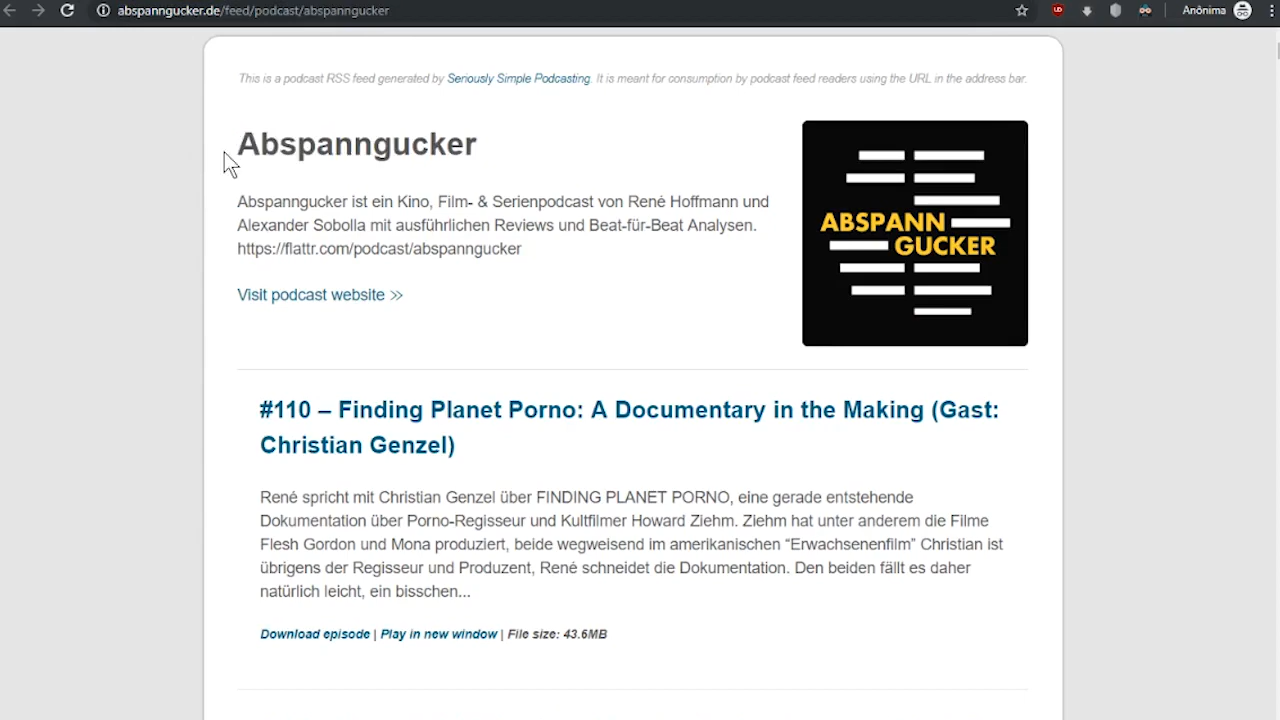 abspanngucker.de/feed/podcast/abspanngucker
Anônima
This is a podcast RSS feed generated by Seriously Simple Podcasting. It is meant for consumption by podcast feed readers using the URL in the address bar.
Abspanngucker
Abspanngucker ist ein Kino, Film- & Serienpodcast von René Hoffmann und
Alexander Sobolla mit ausführlichen Reviews und Beat-für-Beat Analysen.
https://flattr.com/podcast/abspanngucker
Visit podcast website >>
ABSPANN
GUCKER
#110 – Finding Planet Porno: A Documentary in the Making (Gast:
Christian Genzel)
René spricht mit Christian Genzel über FINDING PLANET PORNO, eine gerade entstehende
Dokumentation über Porno-Regisseur und Kultfilmer Howard Ziehm. Ziehm hat unter anderem die Filme
Flesh Gordon und Mona produziert, beide wegweisend im amerikanischen “Erwachsenenfilm” Christian ist
übrigens der Regisseur und Produzent, René schneidet die Dokumentation. Den beiden fällt es daher
natürlich leicht, ein bisschen...
Download episode | Play in new window | File size: 43.6MB